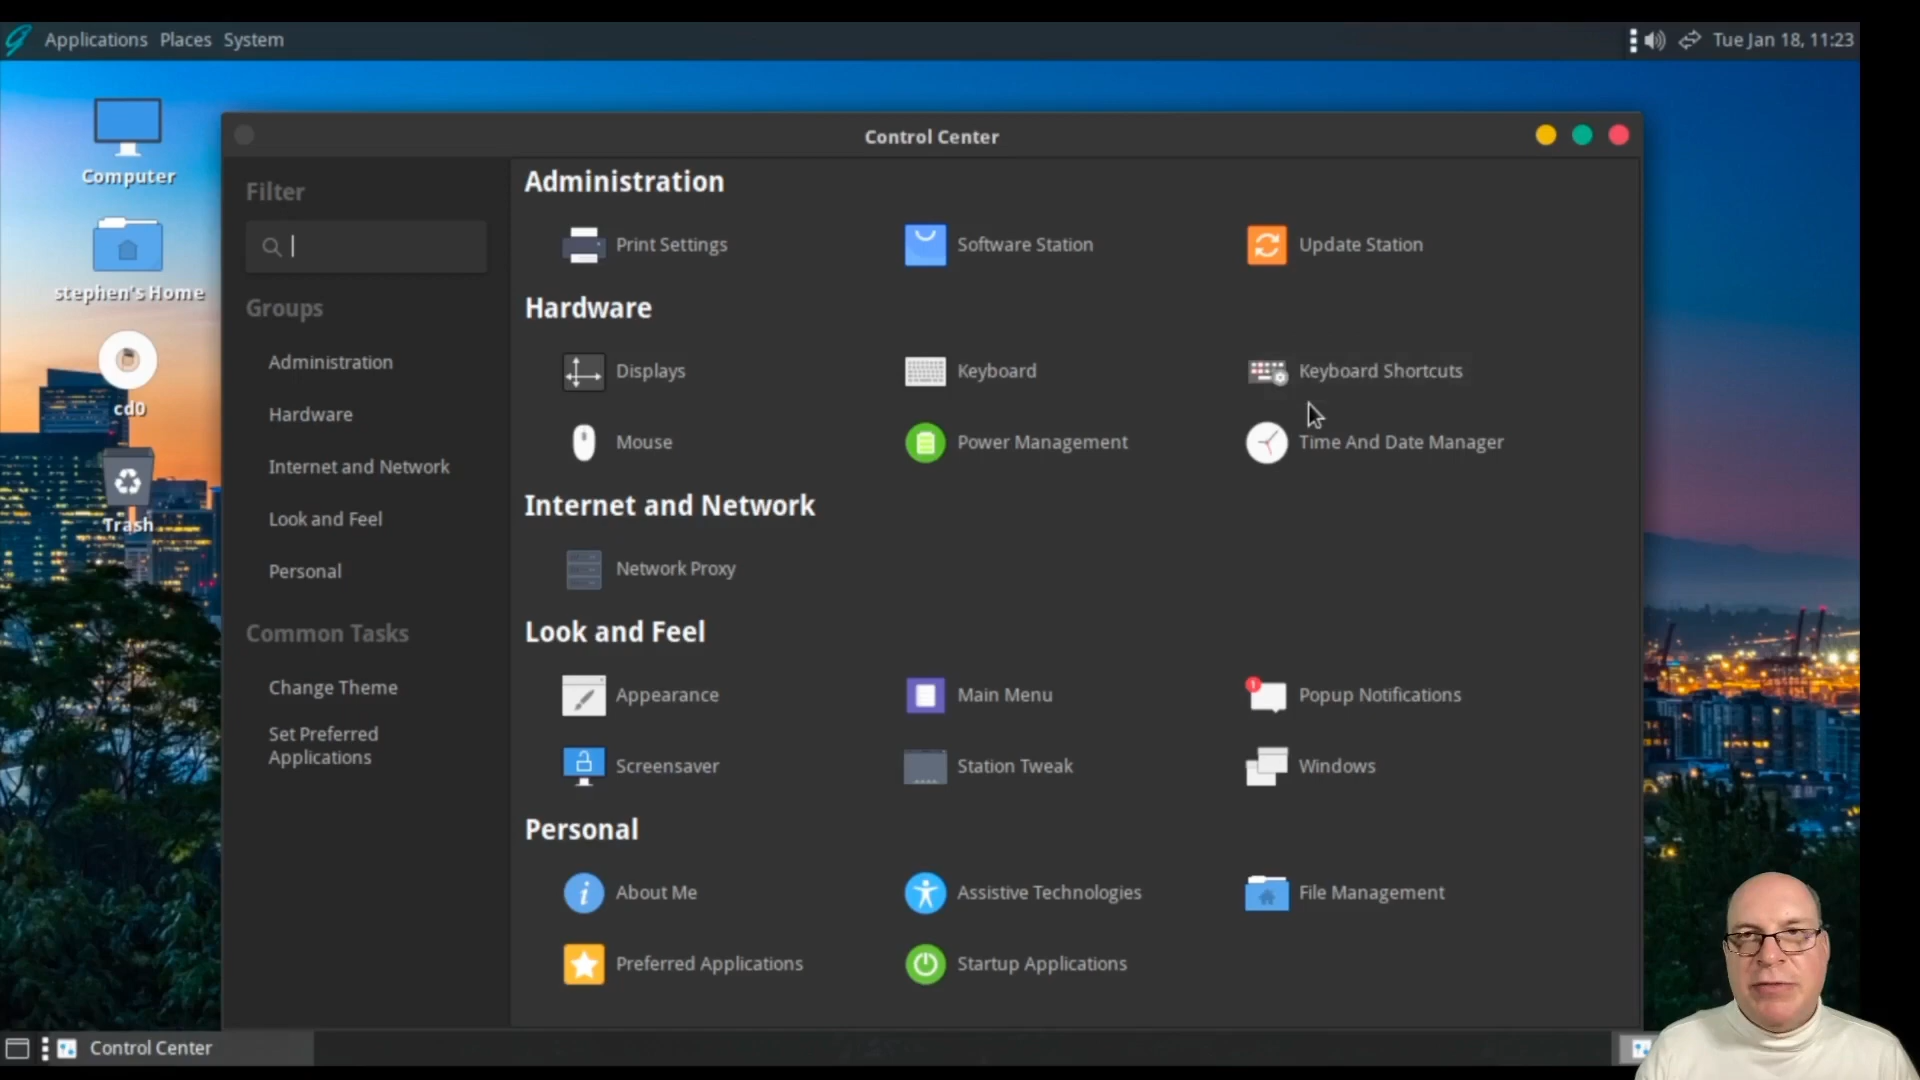 Applications Places System
Tue Jan 18, 11:23
Computer
stephen's Home
cd0
Trash
Control Center
Filter
Groups
Administration
Hardware
Internet and Network
Look and Feel
Personal
Common Tasks
Change Theme
Set Preferred
Applications
Administration
Print Settings
Software Station
Update Station
Hardware
Displays
Keyboard
Keyboard Shortcuts
Mouse
Power Management
Time And Date Manager
Internet and Network
Network Proxy
Look and Feel
Appearance
Main Menu
1
Popup Notifications
Screensaver
Station Tweak
Windows
Personal
About Me
Assistive Technologies
File Management
Preferred Applications
Startup Applications
Control Center